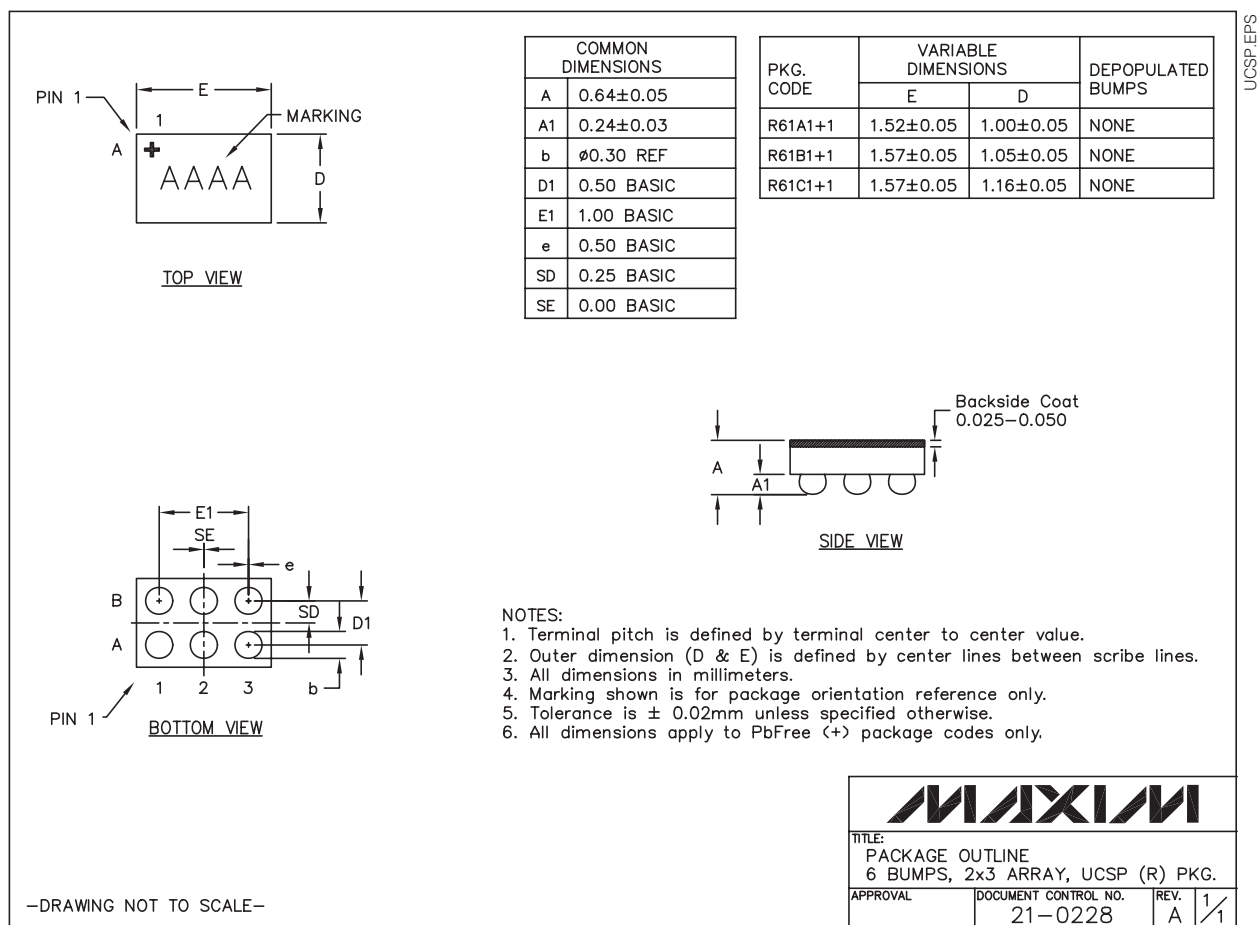 UCSP.EPS
PIN 1
E
1
MARKING
A
AAAA
D
TOP VIEW
COMMON
DIMENSIONS
A 0.64±0.05
A1 0.24±0.03
b ø0.30 REF
D1 0.50 BASIC
E1 1.00 BASIC
e 0.50 BASIC
SD 0.25 BASIC
SE 0.00 BASIC
PKG.
CODE
VARIABLE
DIMENSIONS
DEPOPULATED
BUMPS
E D
R61A1+1 1.52±0.05 1.00±0.05 NONE
R61B1+1 1.57±0.05 1.05±0.05 NONE
R61C1+1 1.57±0.05 1.16±0.05 NONE
Backside Coat
0.025-0.050
A
A1
SIDE VIEW
E1
SE
e
B
SD
D1
A
1 2 3
b
PIN 1
BOTTOM VIEW
NOTES:
1. Terminal pitch is defined by terminal center to center value.
2. Outer dimension (D & E) is defined by center lines between scribe lines.
3. All dimensions in millimeters.
4. Marking shown is for package orientation reference only.
5. Tolerance is ± 0.02mm unless specified otherwise.
6. All dimensions apply to PbFree (+) package codes only.
MAXIM
TITLE:
PACKAGE OUTLINE
6 BUMPS, 2x3 ARRAY, UCSP (R) PKG.
APPROVAL
DOCUMENT CONTROL NO.
21-0228
REV.
A
1/1
-DRAWING NOT TO SCALE-